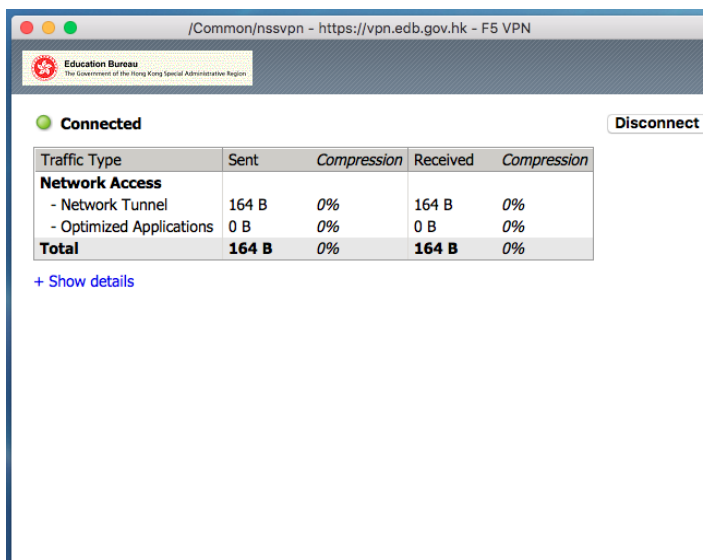 /Common/nssvpn - https://vpn.edb.gov.hk - F5 VPN
Education Bureau
The Government of the Hong Kong Special Administrative Region
Connected
Disconnect
Traffic Type Sent Compression Received Compression
Network Access
- Network Tunnel 164 B 0% 164 B 0%
- Optimized Applications 0 B 0% 0 B 0%
Total 164 B 0% 164 B 0%
+ Show details